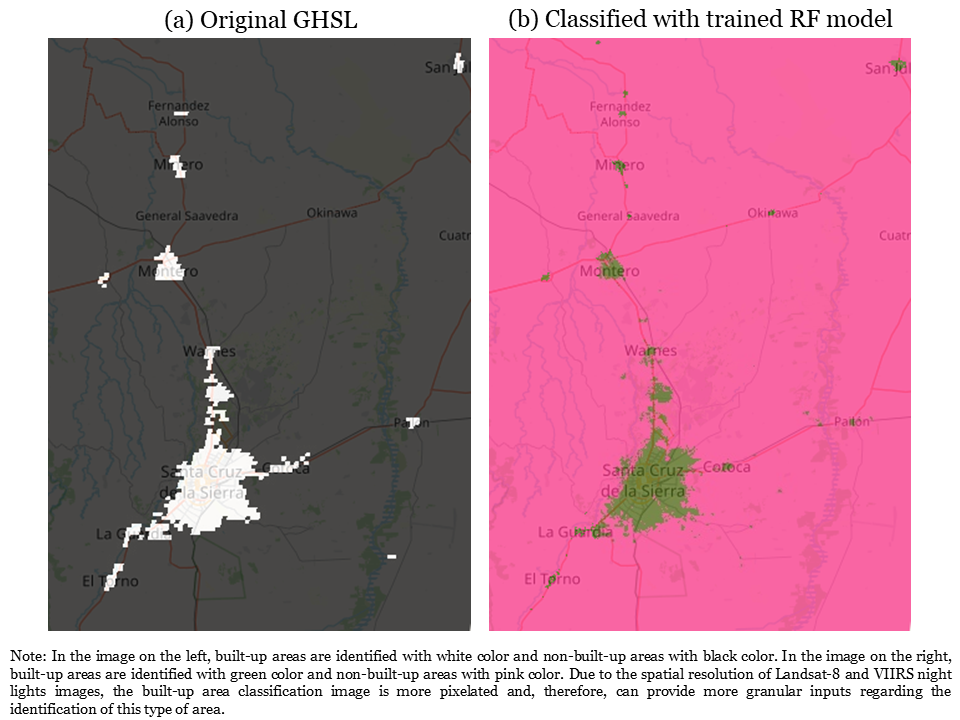 (a) Original GHSL
(b) Classified with trained RF model
San Jul
Fernandez
Alonso
Minero
General Saavedra
Okinawa
Cuatr
Montero
Warnes
Pailón
Santa Cruz
de la Sierra
Cotoca
La Guardia
El Torno
San Jul
Fernandez
Alonso
Minero
General Saavedra
Okinawa
Cuatr
Montero
Warnes
Pailón
Santa Cruz
de la Sierra
Cotoca
La Guardia
El Torno
Note: In the image on the left, built-up areas are identified with white color and non-built-up areas with black color. In the image on the right,
built-up areas are identified with green color and non-built-up areas with pink color. Due to the spatial resolution of Landsat-8 and VIIRS night
lights images, the built-up area classification image is more pixelated and, therefore, can provide more granular inputs regarding the
identification of this type of area.